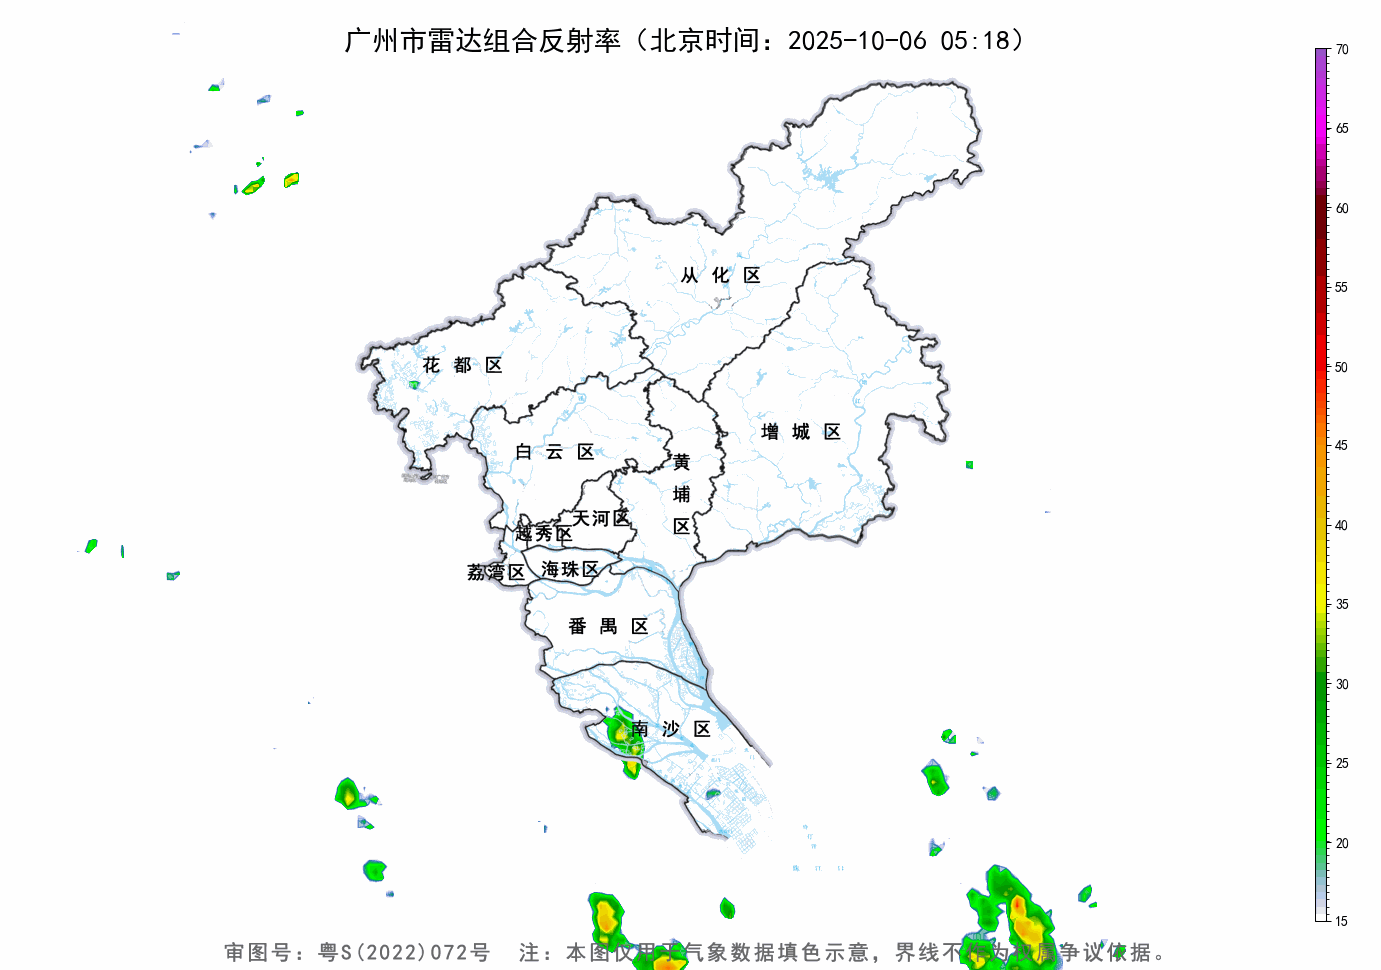 广州市雷达组合反射率（北京时间：2025-10-06 05:18）
70
65
60
55
50
45
40
35
30
25
20
15
从化区
花都区
增城区
白云区
黄埔区
天河区
越秀区
荔湾区
海珠区
番禺区
南沙区
审图号：粤S(2022)072号 注：本图仅用于气象数据填色示意，界线不作为权属争议依据。